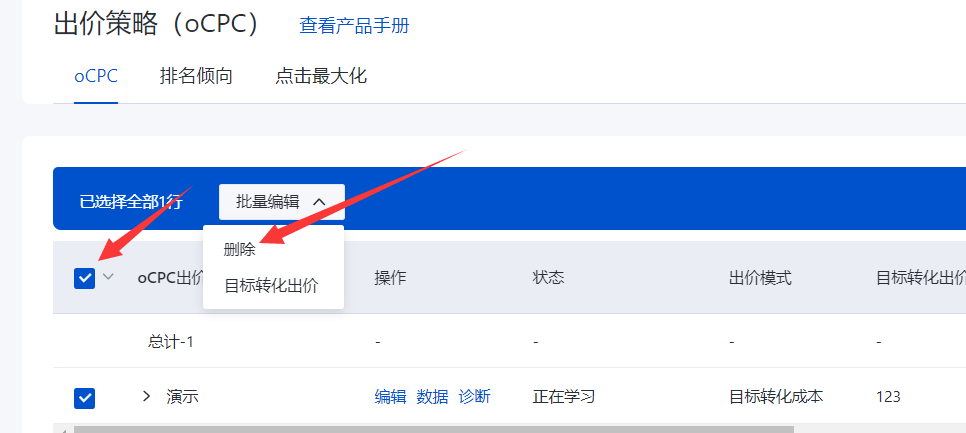 出价策略（oCPC） 查看产品手册
oCPC 排名倾向 点击最大化
已选择全部1行 批量编辑
删除
oCPC出价 操作 状态 出价模式 目标转化出价
目标转化出价
总计-1 - - - -
演示 编辑 数据 诊断 正在学习 目标转化成本 123